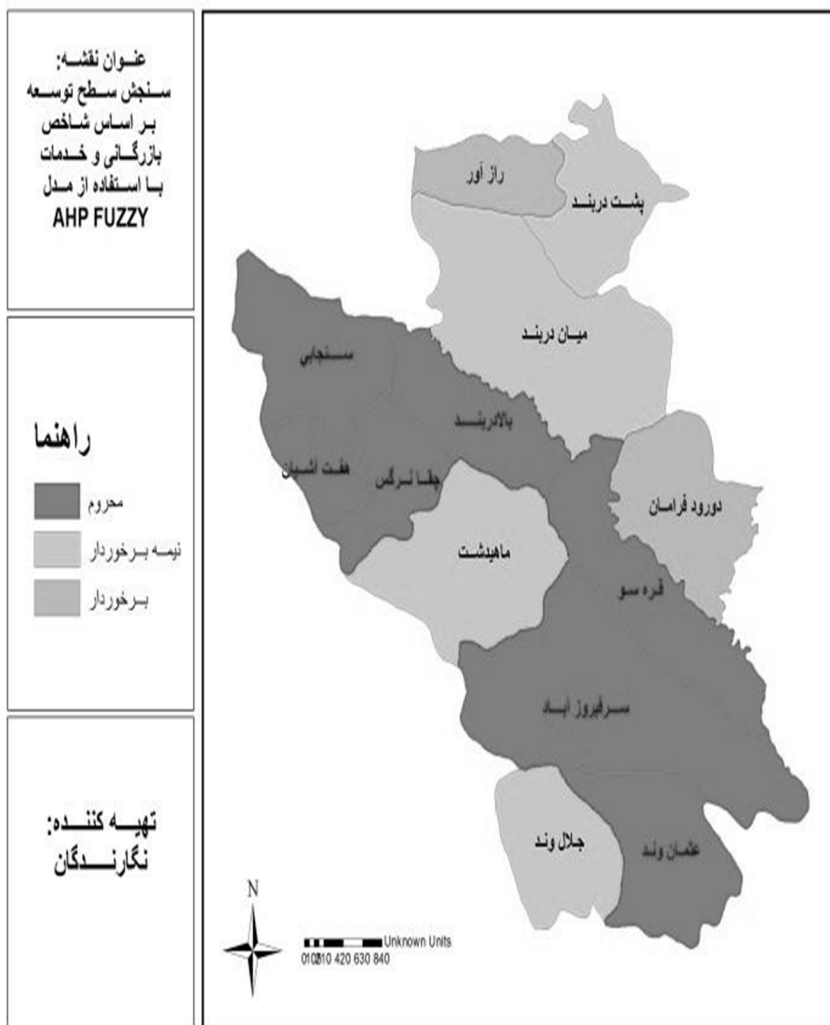 عنوان نقشه:
سنجش سطح توسعه
بر اساس شاخص
بازرگانی و خدمات
با استفاده از مدل
AHP FUZZY
راهنما
محروم
نیمه برخوردار
برخوردار
تهیه کننده:
نگارندگان
راز آور
پشت دربند
میان دربند
سنجابی
بالادربند
هفت آشیان
چقا نرگس
دورود فرامان
ماهیدشت
قره سو
سرفیروز آباد
جلال وند
عثمان وند
N
Unknown Units
420 630 840